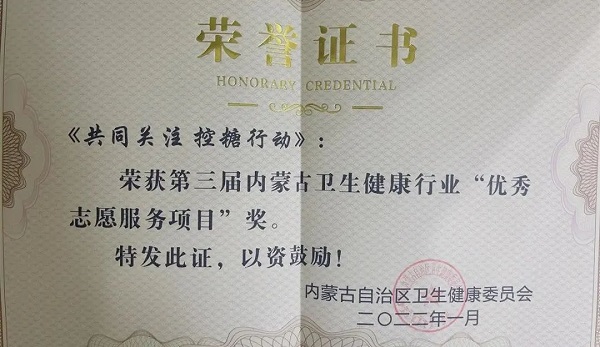 荣誉证书
HONORARY CREDENTIAL
《共同关注 控糖行动》:
荣获第三届内蒙古卫生健康行业“优秀
志愿服务项目”奖。
特发此证，以资鼓励！
内蒙古自治区卫生健康委员会
二〇二二年一月